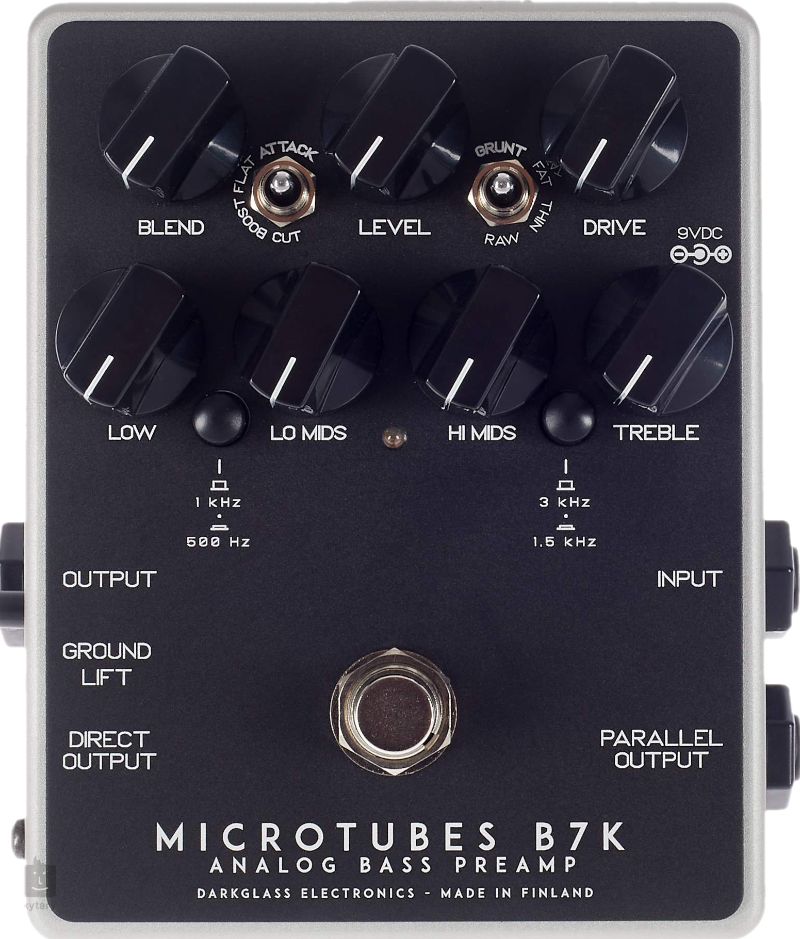 ATTACK
FLAT
BOOST
CUT
GRUNT
FAT
THIN
RAW
BLEND
LEVEL
DRIVE
9VDC
LOW
LO MIDS
HI MIDS
TREBLE
1 kHz
500 Hz
3 kHz
1.5 kHz
OUTPUT
INPUT
GROUND
LIFT
DIRECT
OUTPUT
PARALLEL
OUTPUT
MICROTUBES B7K
ANALOG BASS PREAMP
DARKGLASS ELECTRONICS - MADE IN FINLAND